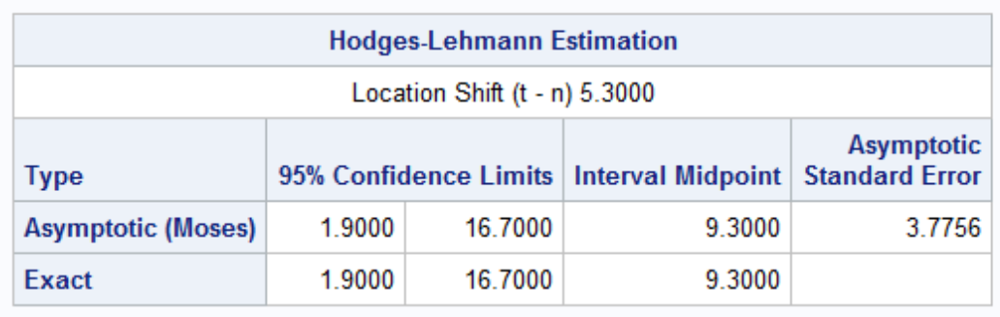 Hodges-Lehmann Estimation
Location Shift (t - n) 5.3000
Type 95% Confidence Limits Interval Midpoint Asymptotic Standard Error
Asymptotic (Moses) 1.9000 16.7000 9.3000 3.7756
Exact 1.9000 16.7000 9.3000